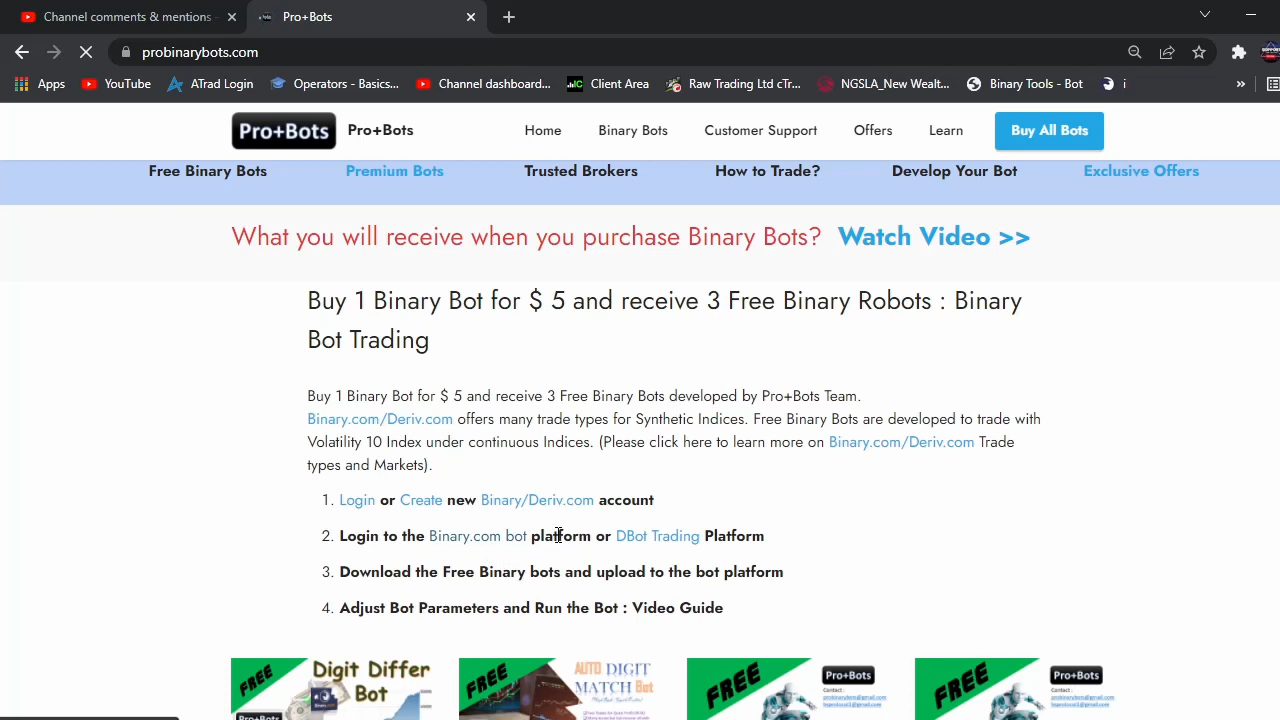 Channel comments & mentions -
Pro+Bots
probinarybots.com
Apps
YouTube
ATrad Login
Operators - Basics...
Channel dashboard...
Client Area
Raw Trading Ltd cTr...
NGSLA_New Wealt...
Binary Tools - Bot
Pro+Bots
Pro+Bots
Home
Binary Bots
Customer Support
Offers
Learn
Buy All Bots
Free Binary Bots
Premium Bots
Trusted Brokers
How to Trade?
Develop Your Bot
Exclusive Offers
What you will receive when you purchase Binary Bots? Watch Video >>
Buy 1 Binary Bot for $ 5 and receive 3 Free Binary Robots : Binary
Bot Trading
Buy 1 Binary Bot for $ 5 and receive 3 Free Binary Bots developed by Pro+Bots Team.
Binary.com/Deriv.com offers many trade types for Synthetic Indices. Free Binary Bots are developed to trade with
Volatility 10 Index under continuous Indices. (Please click here to learn more on Binary.com/Deriv.com Trade
types and Markets).
1. Login or Create new Binary/Deriv.com account
2. Login to the Binary.com bot platform or DBot Trading Platform
3. Download the Free Binary bots and upload to the bot platform
4. Adjust Bot Parameters and Run the Bot : Video Guide
FREE
Digit Differ
Bot
FREE
AUTO DIGIT
MATCH Bot
FREE
Pro+Bots
Contact :
probinarybots@gmail.com
FREE
Pro+Bots
Contact :
probinarybots@gmail.com